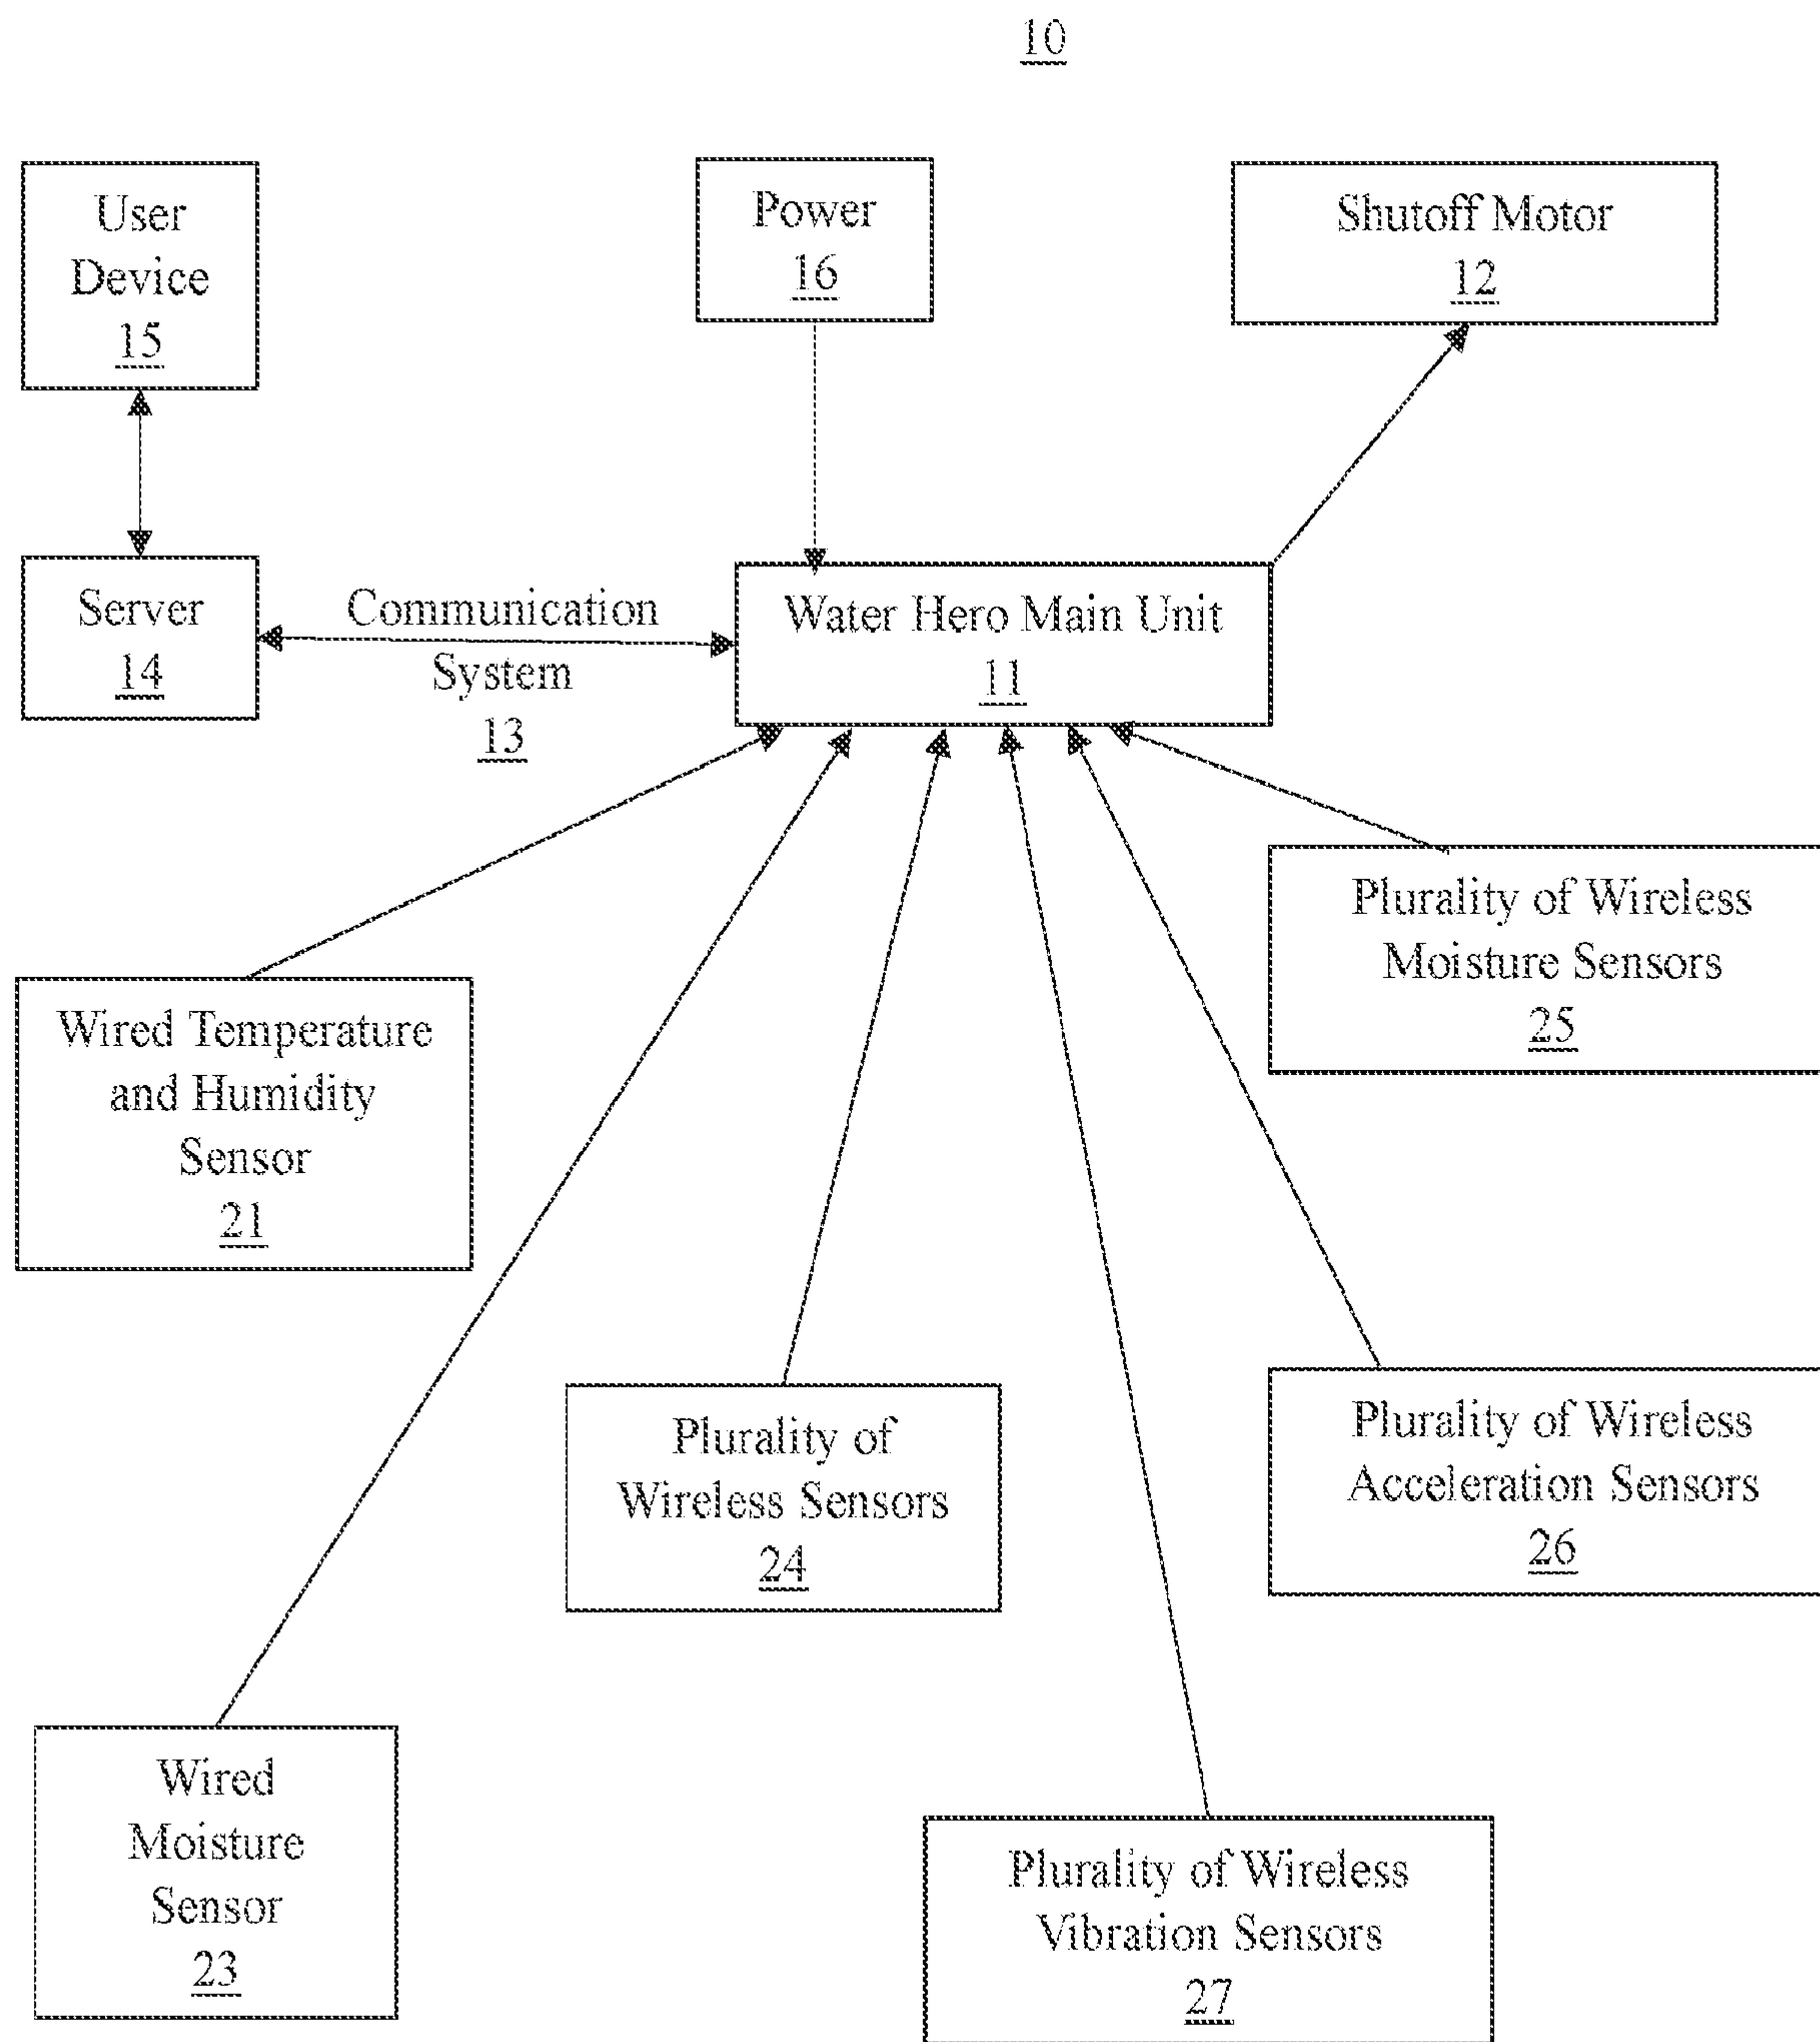 10
User
Device
15
Power
16
Shutoff Motor
12
Server
14
Communication
System
13
Water Hero Main Unit
11
Plurality of Wireless
Moisture Sensors
25
Wired Temperature
and Humidity
Sensor
21
Plurality of
Wireless Sensors
24
Plurality of Wireless
Acceleration Sensors
26
Wired
Moisture
Sensor
23
Plurality of Wireless
Vibration Sensors
27